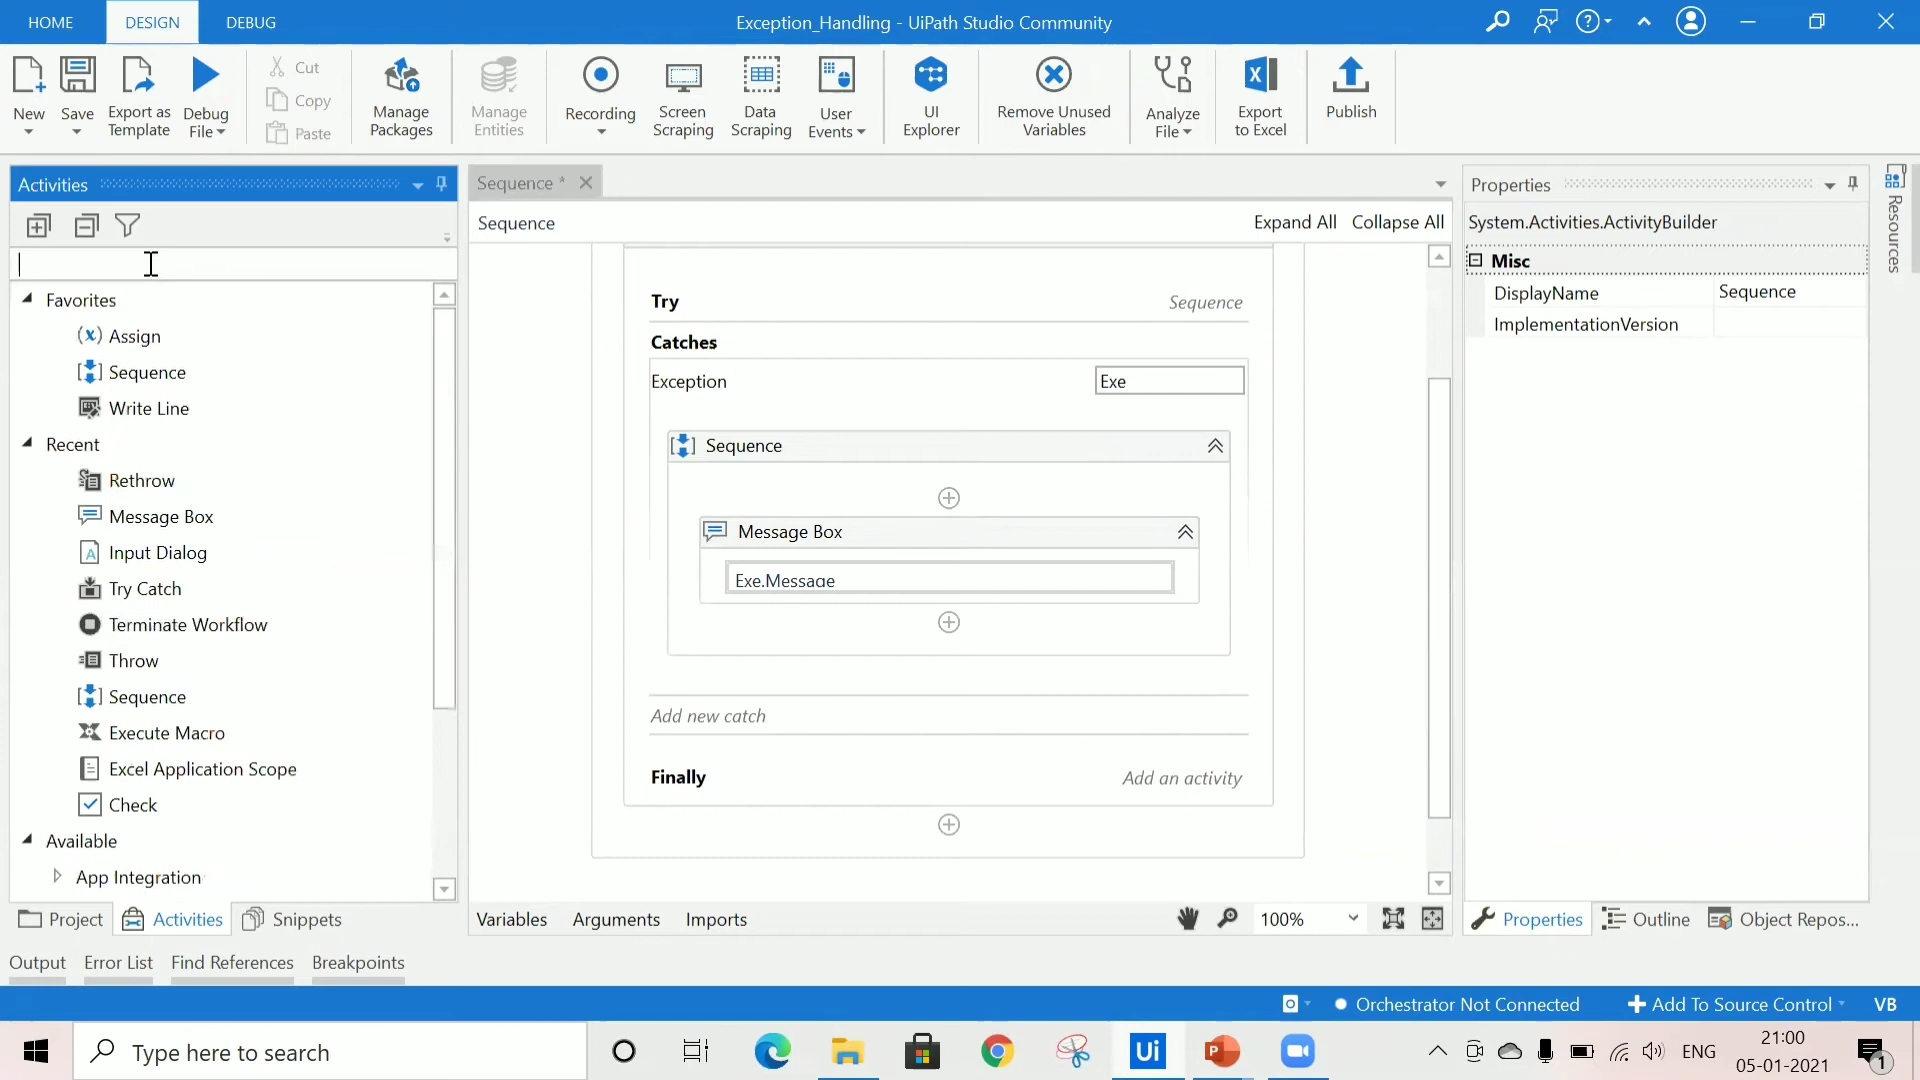 HOME DESIGN DEBUG Exception_Handling - UiPath Studio Community
New Save Export as Template Debug File Cut Copy Paste Manage Packages Manage Entities Recording Screen Scraping Data Scraping User Events UI Explorer Remove Unused Variables Analyze File Export to Excel Publish
Activities
Favorites
Assign
Sequence
Write Line
Recent
Rethrow
Message Box
Input Dialog
Try Catch
Terminate Workflow
Throw
Sequence
Execute Macro
Excel Application Scope
Check
Available
App Integration
Project Activities Snippets
Sequence *
Sequence Expand All Collapse All
Try Sequence
Catches
Exception Exe
Sequence
Message Box
Exe.Message
Add new catch
Finally Add an activity
Variables Arguments Imports 100%
Properties
System.Activities.ActivityBuilder
Misc
DisplayName Sequence
ImplementationVersion
Properties Outline Object Repos...
Resources
Output Error List Find References Breakpoints
Orchestrator Not Connected Add To Source Control VB
Type here to search Ui P ENG 21:00
05-01-2021 1